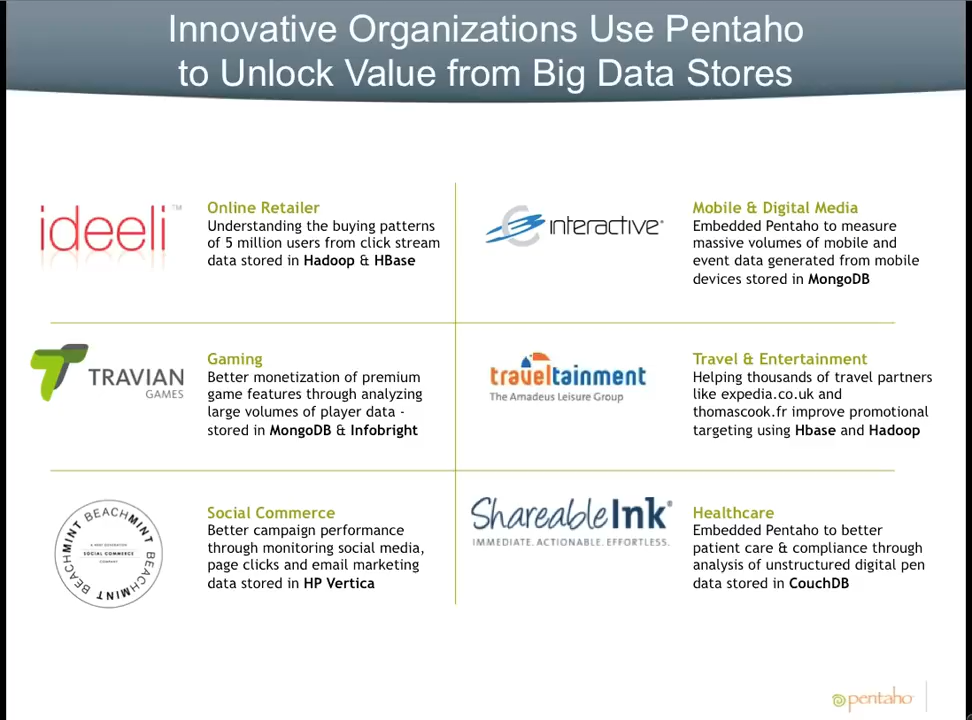 Innovative Organizations Use Pentaho
to Unlock Value from Big Data Stores
ideeli™
Online Retailer
Understanding the buying patterns
of 5 million users from click stream
data stored in Hadoop & HBase
interactive
Mobile & Digital Media
Embedded Pentaho to measure
massive volumes of mobile and
event data generated from mobile
devices stored in MongoDB
TRAVIAN
GAMES
Gaming
Better monetization of premium
game features through analyzing
large volumes of player data -
stored in MongoDB & Infobright
traveltainment
The Amadeus Leisure Group
Travel & Entertainment
Helping thousands of travel partners
like expedia.co.uk and
thomascook.fr improve promotional
targeting using Hbase and Hadoop
BEACHMINT BEACHMINT BEACHMINT
A NEXT GENERATION
SOCIAL COMMERCE
COMPANY
Social Commerce
Better campaign performance
through monitoring social media,
page clicks and email marketing
data stored in HP Vertica
ShareableInk®
IMMEDIATE. ACTIONABLE. EFFORTLESS.
Healthcare
Embedded Pentaho to better
patient care & compliance through
analysis of unstructured digital pen
data stored in CouchDB
pentaho